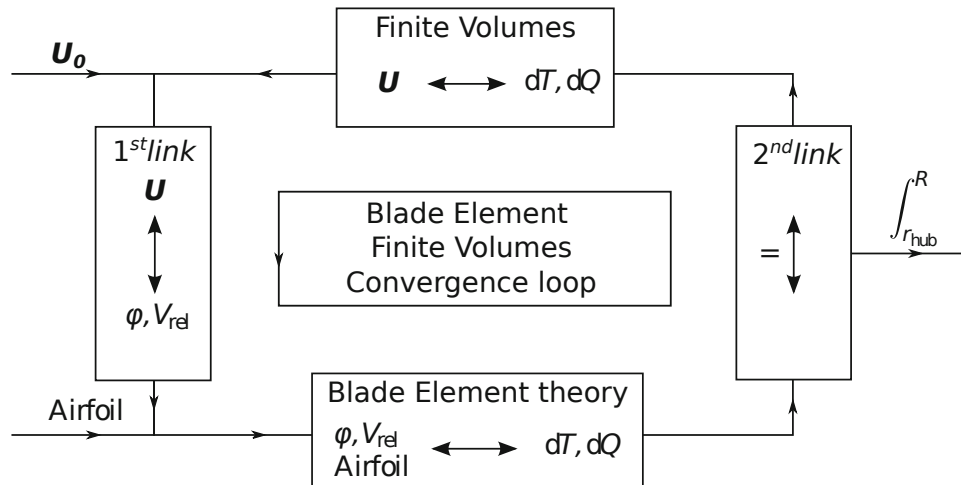 Finite Volumes
U₀
U dT, dQ
1ˢᵗ link
U
φ, V_rel
2ⁿᵈ link
=
∫_{r_hub}^{R}
Blade Element
Finite Volumes
Convergence loop
Airfoil
Blade Element theory
φ, V_rel dT, dQ
Airfoil